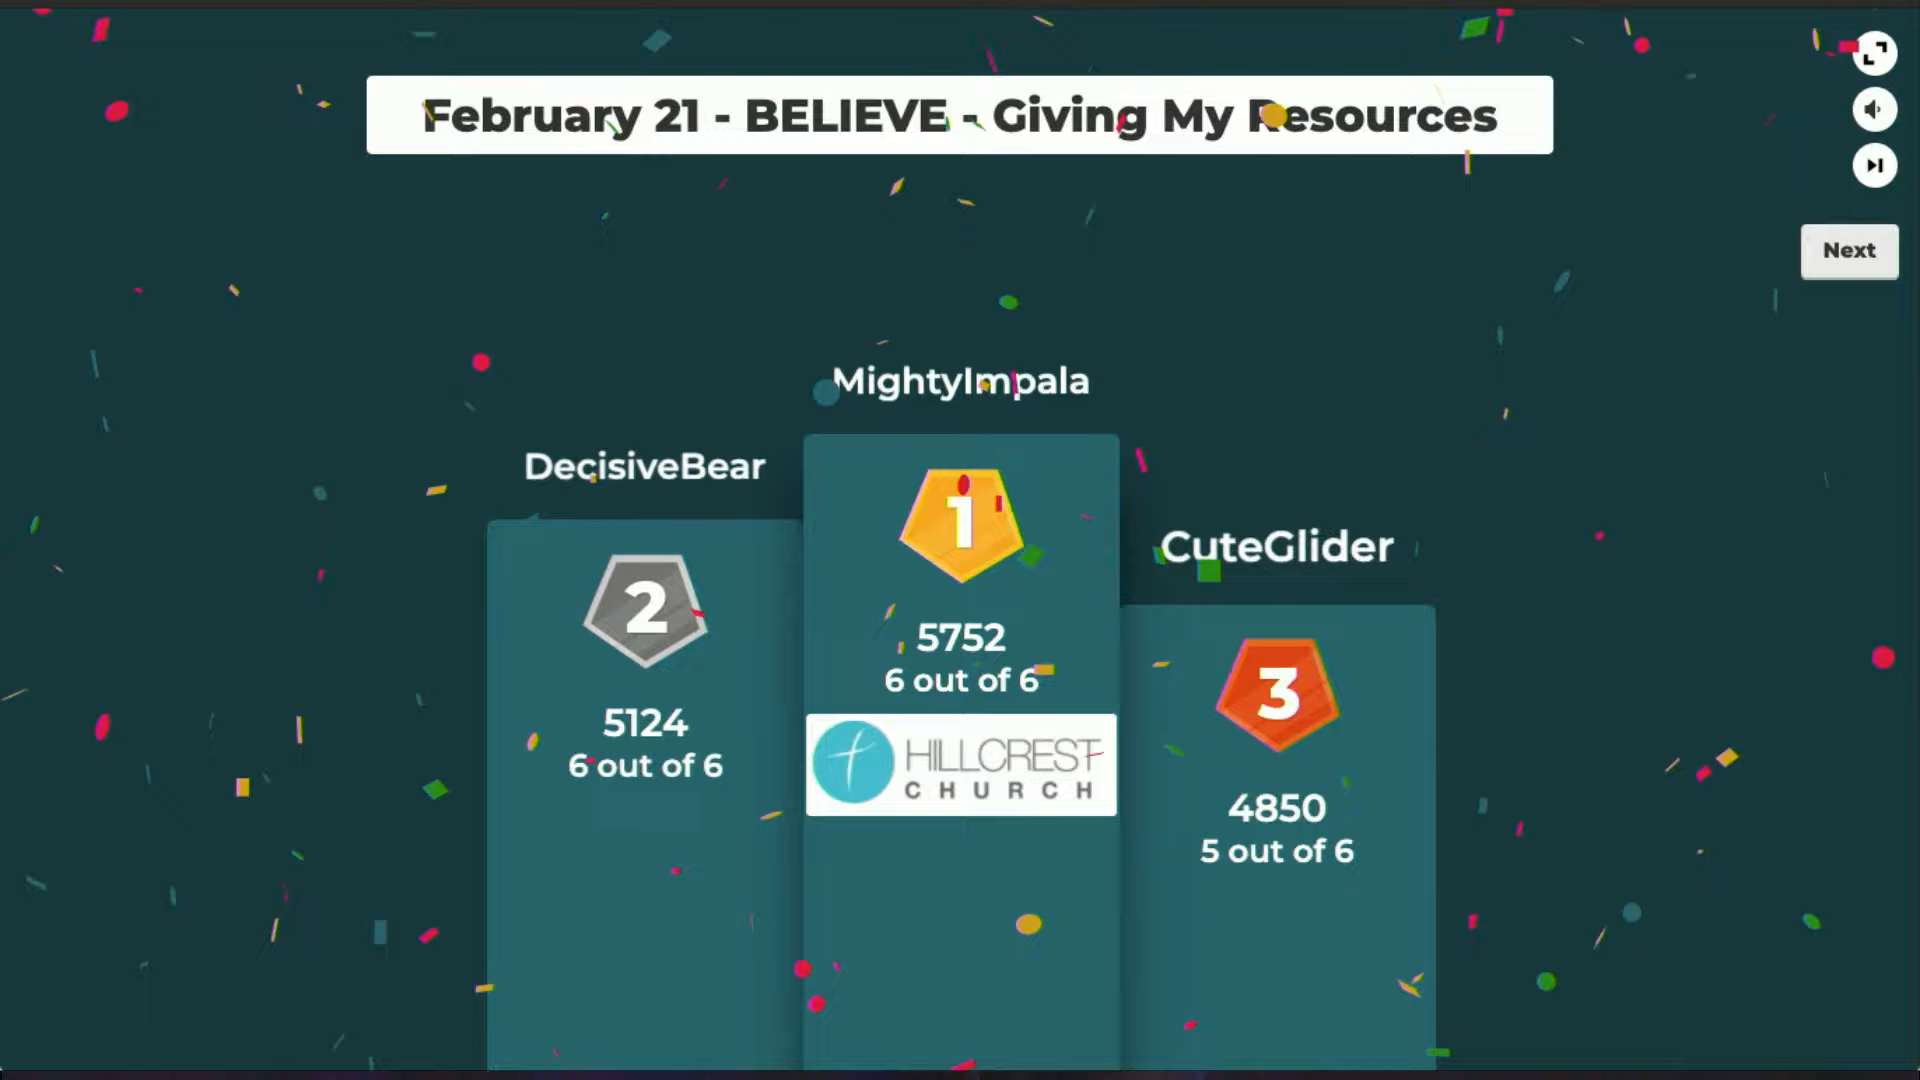 February 21 - BELIEVE - Giving My Resources
Next
MightyImpala
DecisiveBear
CuteGlider
1
2
3
5752
6 out of 6
5124
6 out of 6
HILLCREST
CHURCH
4850
5 out of 6